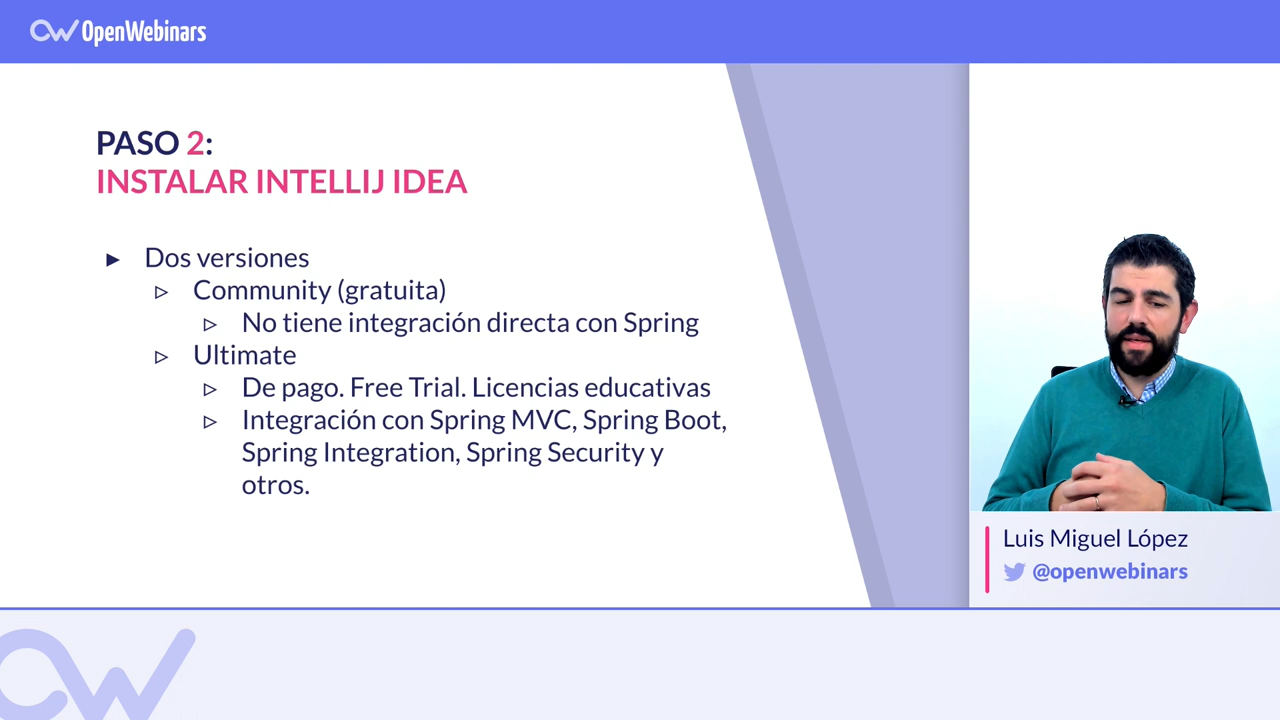 OpenWebinars
PASO 2:
INSTALAR INTELLIJ IDEA
► Dos versiones
▷ Community (gratuita)
▷ No tiene integración directa con Spring
▷ Ultimate
▷ De pago. Free Trial. Licencias educativas
▷ Integración con Spring MVC, Spring Boot,
Spring Integration, Spring Security y
otros.
Luis Miguel López
@openwebinars